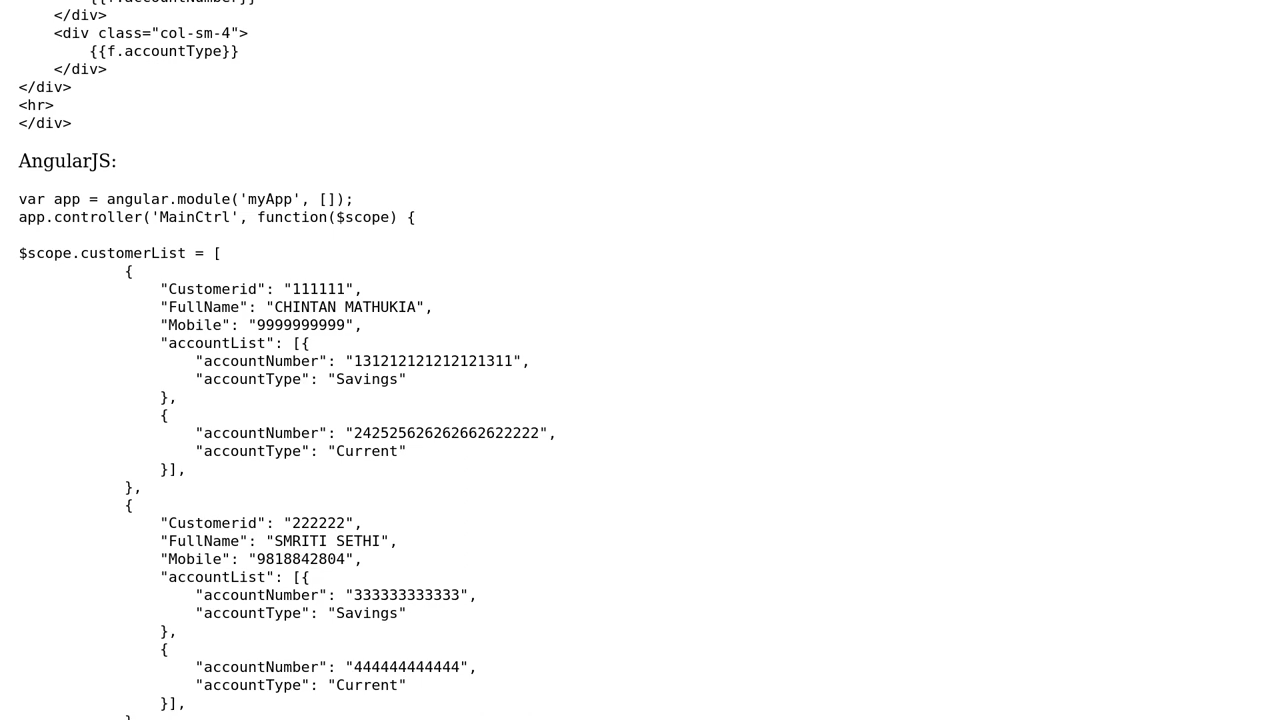 {{f.accountNumber}}
    </div>
    <div class="col-sm-4">
        {{f.accountType}}
    </div>
</div>
<hr>
</div>
AngularJS:
var app = angular.module('myApp', []);
app.controller('MainCtrl', function($scope) {
$scope.customerList = [
            {
                "Customerid": "111111",
                "FullName": "CHINTAN MATHUKIA",
                "Mobile": "9999999999",
                "accountList": [{
                    "accountNumber": "131212121212121311",
                    "accountType": "Savings"
                },
                {
                    "accountNumber": "242525626262662622222",
                    "accountType": "Current"
                }],
            },
            {
                "Customerid": "222222",
                "FullName": "SMRITI SETHI",
                "Mobile": "9818842804",
                "accountList": [{
                    "accountNumber": "333333333333",
                    "accountType": "Savings"
                },
                {
                    "accountNumber": "444444444444",
                    "accountType": "Current"
                }],
            }